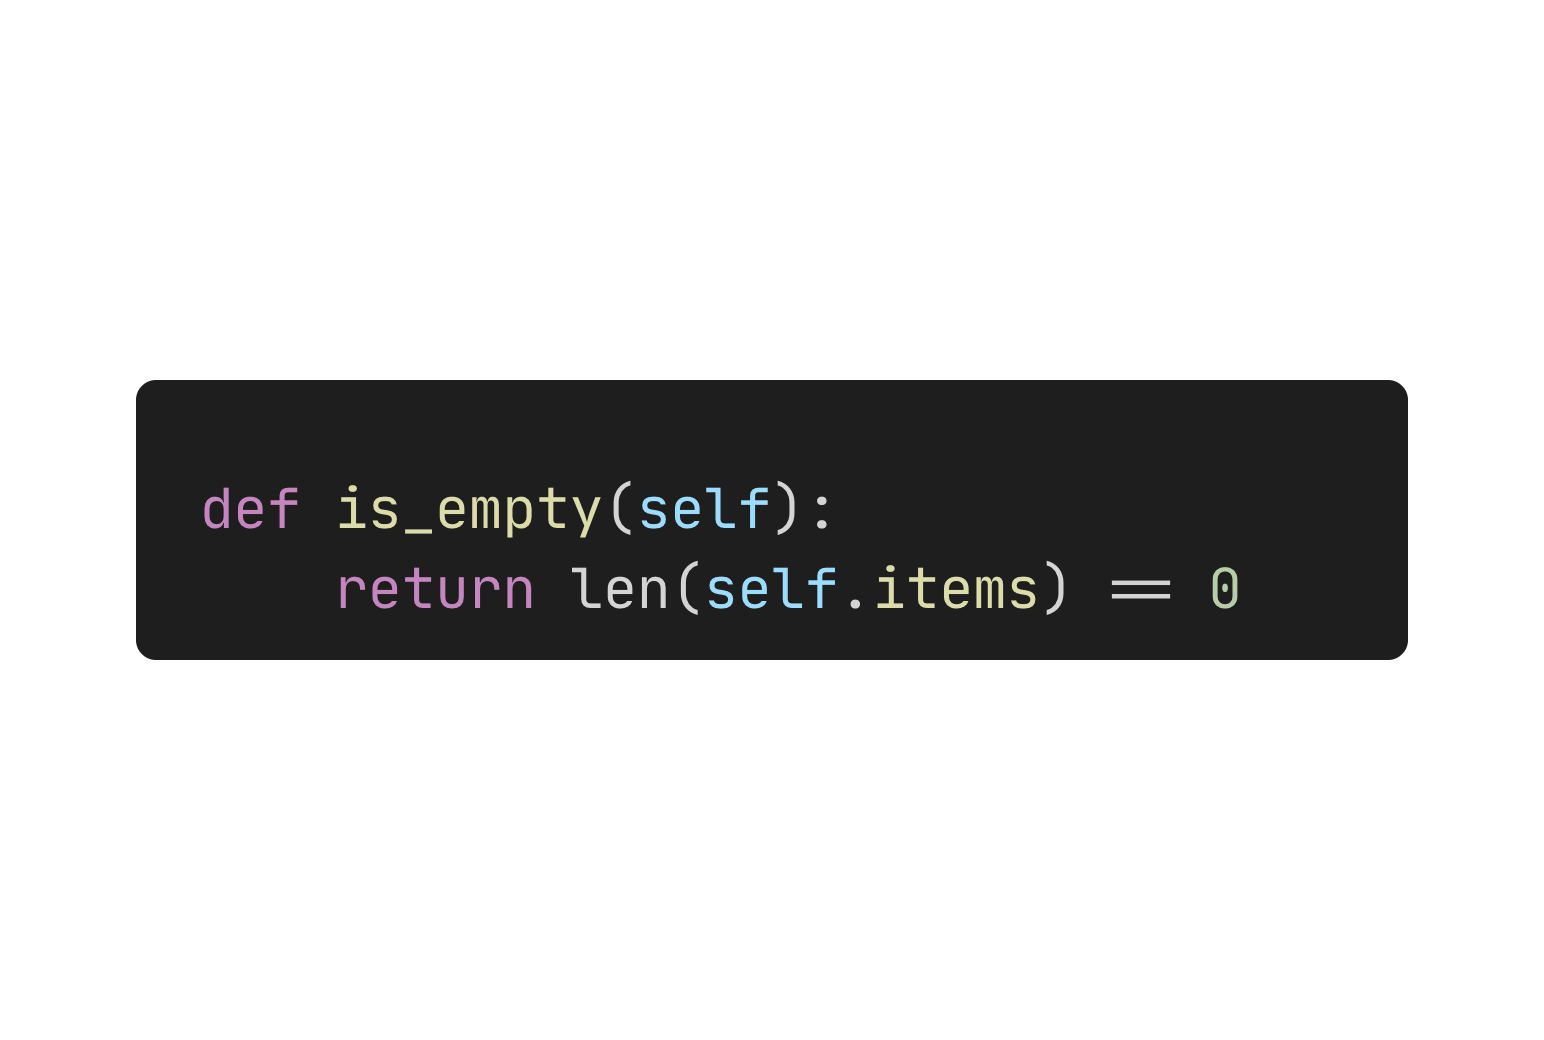 def is_empty(self):
    return len(self.items) == 0